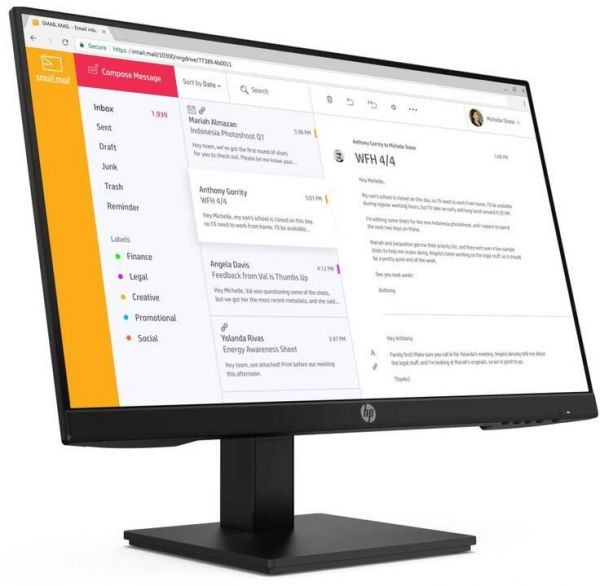 SMAIL.MAIL - Email Inbo
Secure
https://smail.mail/10300/nrgdrive/77389.4b0011
smail.mail
Compose Message
Inbox 1,939
Sent
Draft
Junk
Trash
Reminder
Labels
Finance
Legal
Creative
Promotional
Social
Sort by Date
Search
Mariah Almazan
Indonesia Photoshoot Q1 5:08 PM
Hey team, we've got the first round of shots
for you to check out. Please let me know your...
Anthony Gorrity
WFH 4/4 5:01 PM
Hey Michelle, my son's school is closed on this day,
so I'll need to work from home. I'll be available...
Angela Davis
Feedback from Val is Thumbs Up 4:12 PM
Hey Michelle, Val was questioning some of the shots,
but we got her the most recent metadata, and she said...
Yolanda Rivas 3:47 PM
Energy Awareness Sheet
Hey team, see attached! Print before our meeting
this afternoon.
Michelle Stone
Anthony Gorrity to Michelle Stone
WFH 4/4
5:06 PM
Hey Michelle,
My son's school is closed on this day, so I'll need to work from home. I'll be available
during regular working hours, but I'll take an early and long lunch around 9:30 AM.
I'm editing some shots for the new Indonesia photoshoot, and I expect to spend
the next two days on those.
Mariah and Jacqueline got me their priority list, and they sent over a few sample
shots to help me cruise along. Angela's been working on the legal stuff, so it should
be a pretty quiet end of the week.
See you next week!
Anthony
Hey Anthony,
Family first! Make sure you call in for Yolanda's meeting. Angela already told me about
the legal stuff, and I'm looking at Mariah's originals, so we're good to go.
Thanks!
A
hp